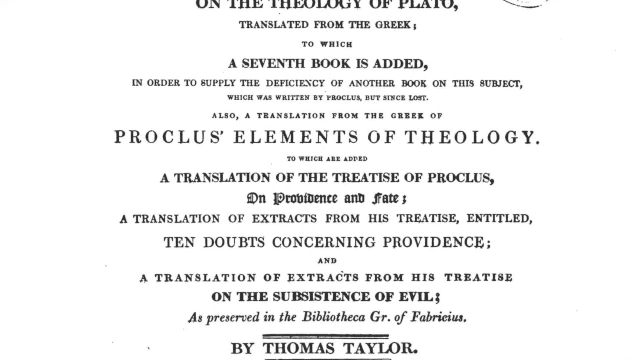 ON THE THEOLOGY OF PLATO,
TRANSLATED FROM THE GREEK;
TO WHICH
A SEVENTH BOOK IS ADDED,
IN ORDER TO SUPPLY THE DEFICIENCY OF ANOTHER BOOK ON THIS SUBJECT,
WHICH WAS WRITTEN BY PROCLUS, BUT SINCE LOST.
ALSO, A TRANSLATION FROM THE GREEK OF
PROCLUS' ELEMENTS OF THEOLOGY.
TO WHICH ARE ADDED
A TRANSLATION OF THE TREATISE OF PROCLUS,
On Providence and Fate;
A TRANSLATION OF EXTRACTS FROM HIS TREATISE, ENTITLED,
TEN DOUBTS CONCERNING PROVIDENCE;
AND
A TRANSLATION OF EXTRACTS FROM HIS TREATISE
ON THE SUBSISTENCE OF EVIL;
As preserved in the Bibliotheca Gr. of Fabricius.
BY THOMAS TAYLOR.